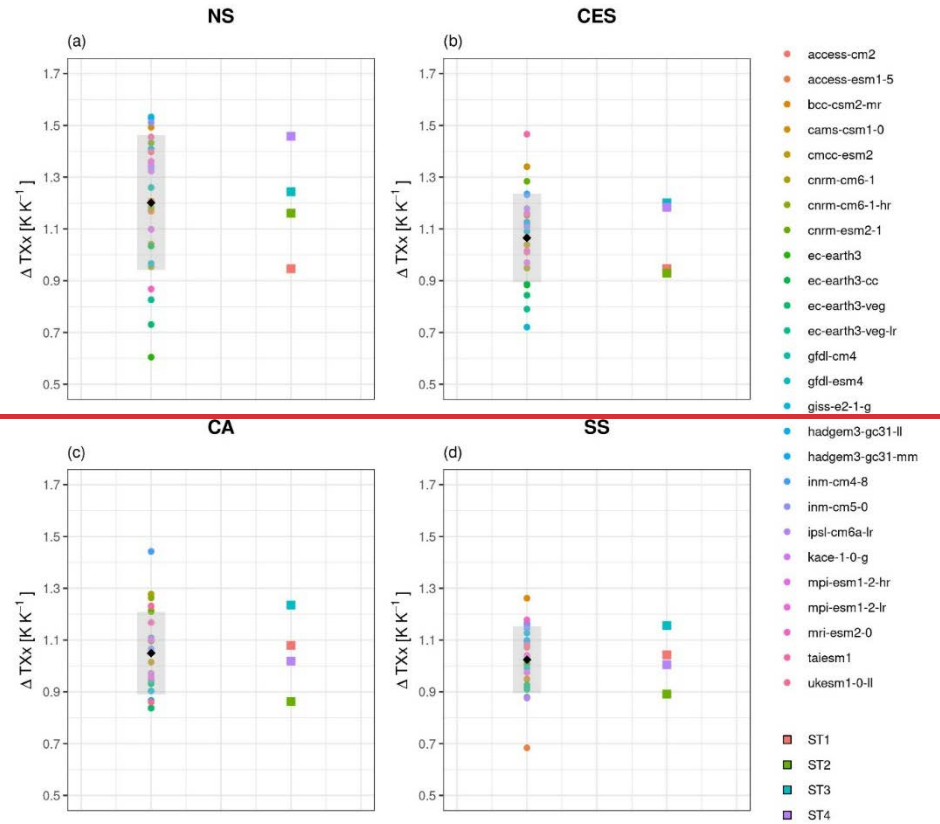 NS
(a)
1.7
1.5
1.3
1.1
0.9
0.7
0.5
Δ TXx [K K⁻¹ ]
CES
(b)
1.7
1.5
1.3
1.1
0.9
0.7
0.5
Δ TXx [K K⁻¹ ]
CA
(c)
1.7
1.5
1.3
1.1
0.9
0.7
0.5
Δ TXx [K K⁻¹ ]
SS
(d)
1.7
1.5
1.3
1.1
0.9
0.7
0.5
Δ TXx [K K⁻¹ ]
access-cm2
access-esm1-5
bcc-csm2-mr
cams-csm1-0
cmcc-esm2
cnrm-cm6-1
cnrm-cm6-1-hr
cnrm-esm2-1
ec-earth3
ec-earth3-cc
ec-earth3-veg
ec-earth3-veg-lr
gfdl-cm4
gfdl-esm4
giss-e2-1-g
hadgem3-gc31-ll
hadgem3-gc31-mm
inm-cm4-8
inm-cm5-0
ipsl-cm6a-lr
kace-1-0-g
mpi-esm1-2-hr
mpi-esm1-2-lr
mri-esm2-0
taiesm1
ukesm1-0-ll
ST1
ST2
ST3
ST4